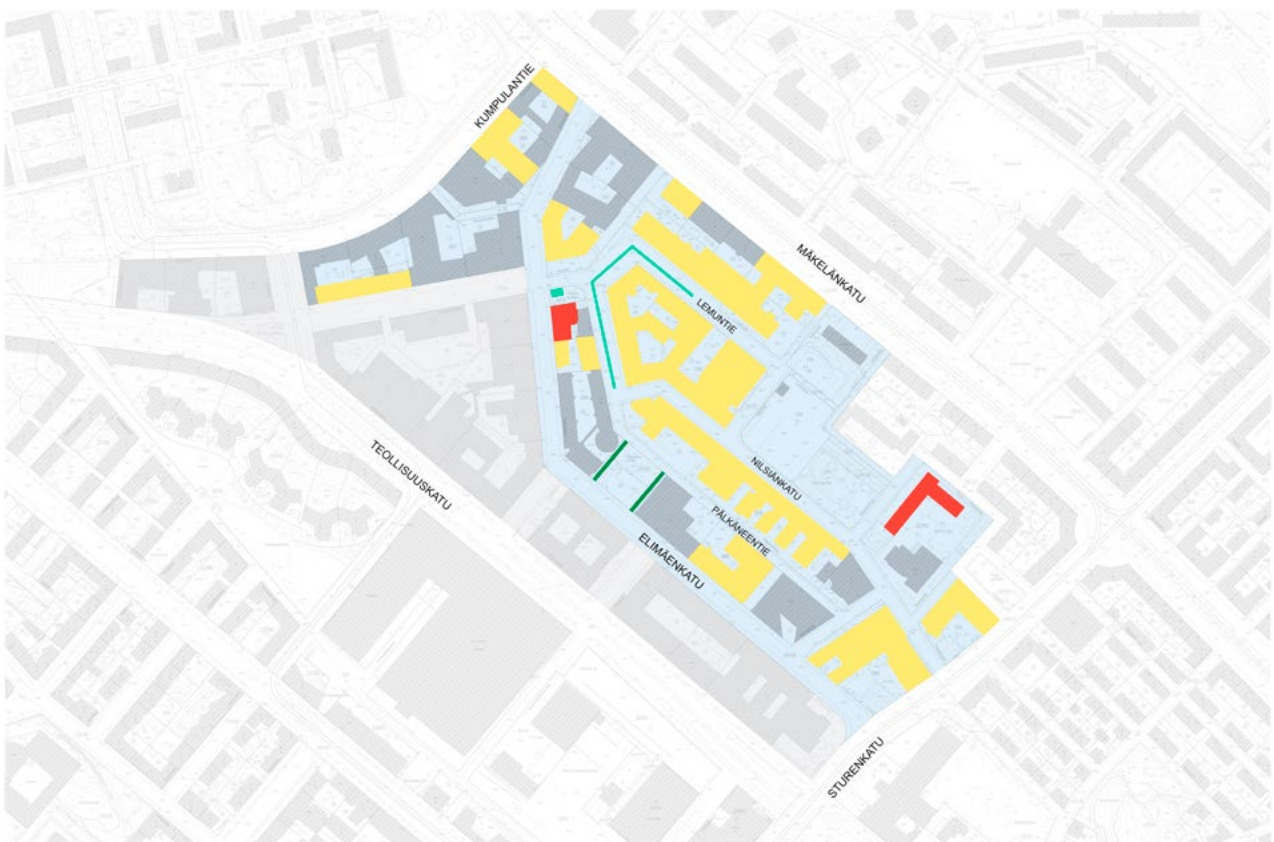 KUMPULANTIE
MÄKELÄNKATU
LEMUNTIE
TEOLLISUUSKATU
NILSIÄNKATU
PÄLKÄNEENTIE
ELIMÄENKATU
STURENKATU